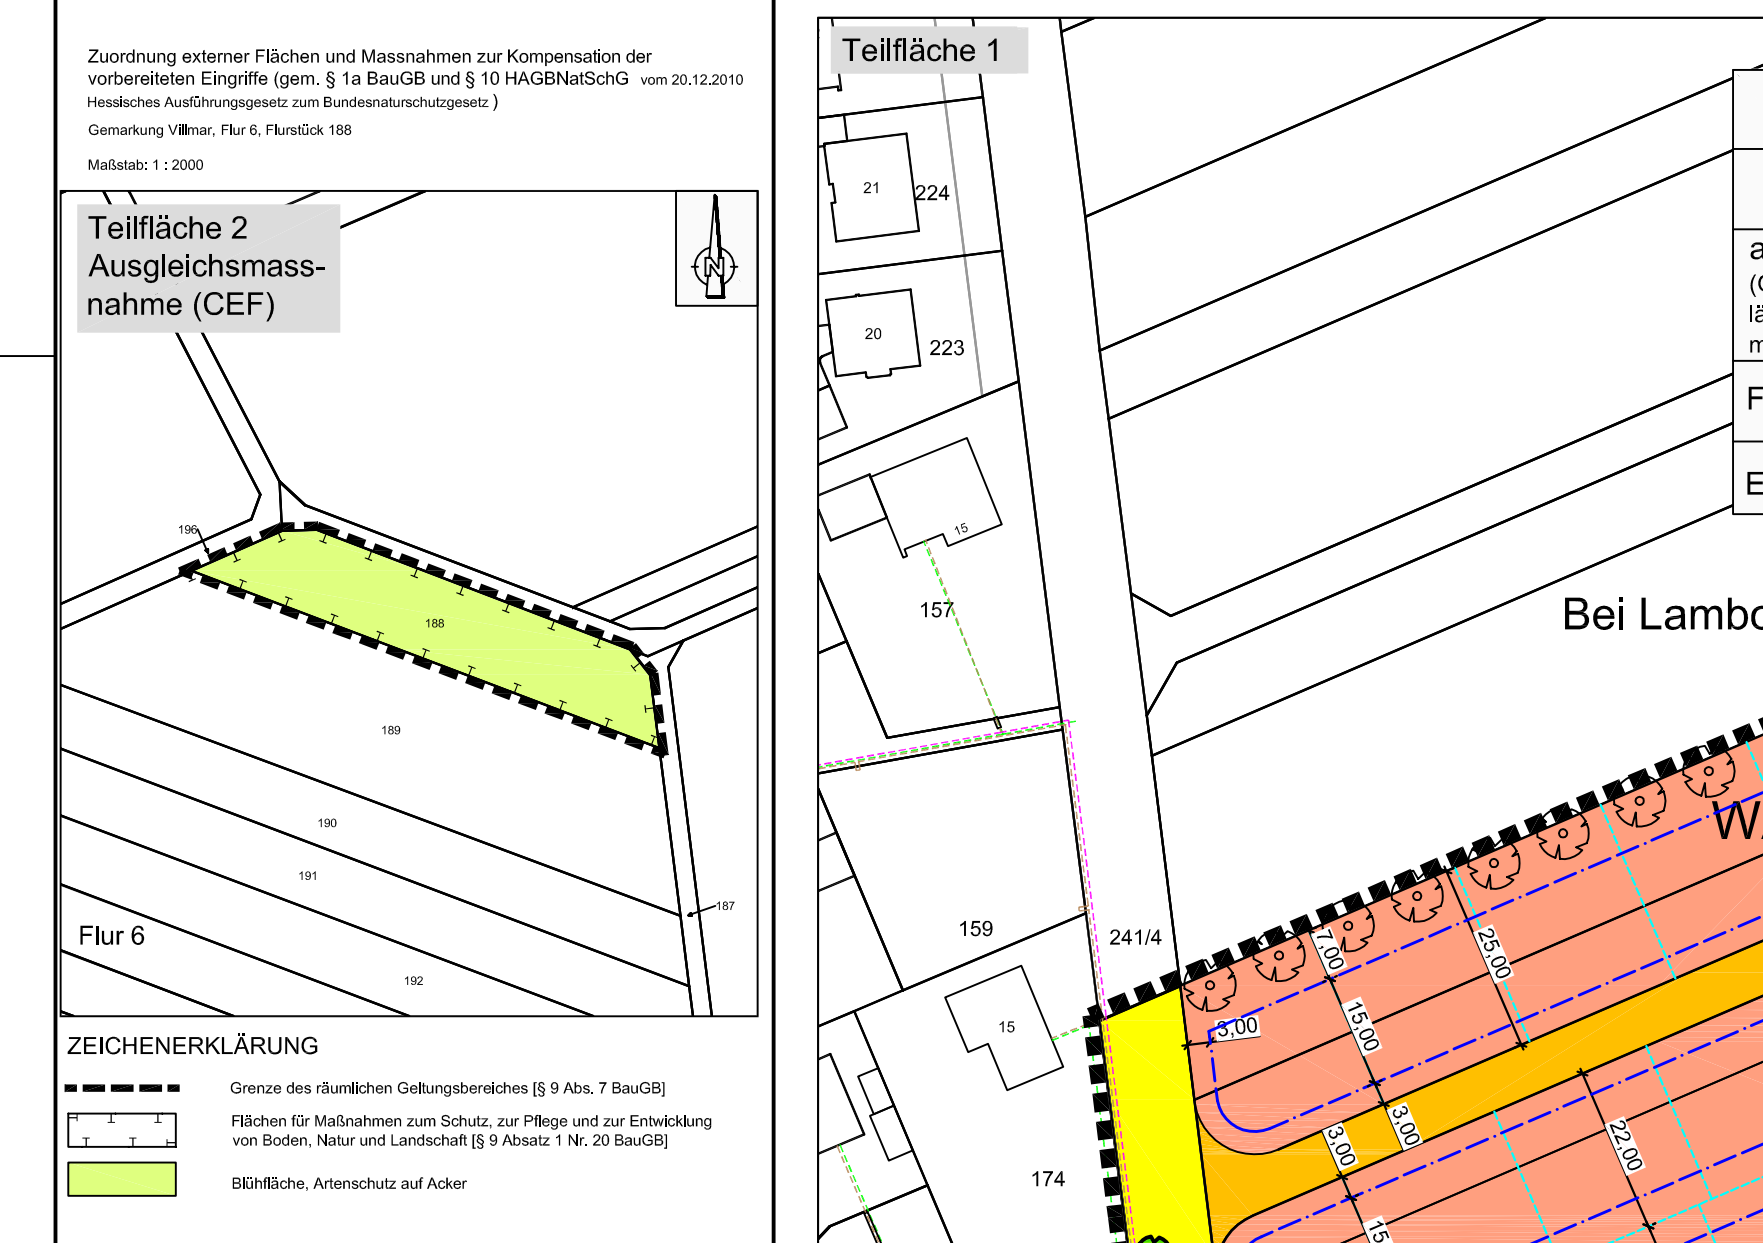 Zuordnung externer Flächen und Massnahmen zur Kompensation der
vorbereiteten Eingriffe (gem. § 1a BauGB und § 10 HAGBNatSchG vom 20.12.2010
Hessisches Ausführungsgesetz zum Bundesnaturschutzgesetz )
Gemarkung Villmar, Flur 6, Flurstück 188
Maßstab: 1 : 2000
Teilfläche 2
Ausgleichsmass-
nahme (CEF)
N
196
188
189
190
191
187
Flur 6
192
ZEICHENERKLÄRUNG
Grenze des räumlichen Geltungsbereiches [§ 9 Abs. 7 BauGB]
Flächen für Maßnahmen zum Schutz, zur Pflege und zur Entwicklung
von Boden, Natur und Landschaft [§ 9 Absatz 1 Nr. 20 BauGB]
Blühfläche, Artenschutz auf Acker
Teilfläche 1
21
224
20
223
15
157
159
241/4
15
174
Bei Lambo
W
7,00
25,00
15,00
3,00
3,00
3,00
22,00
15
a
(
lä
m
F
E